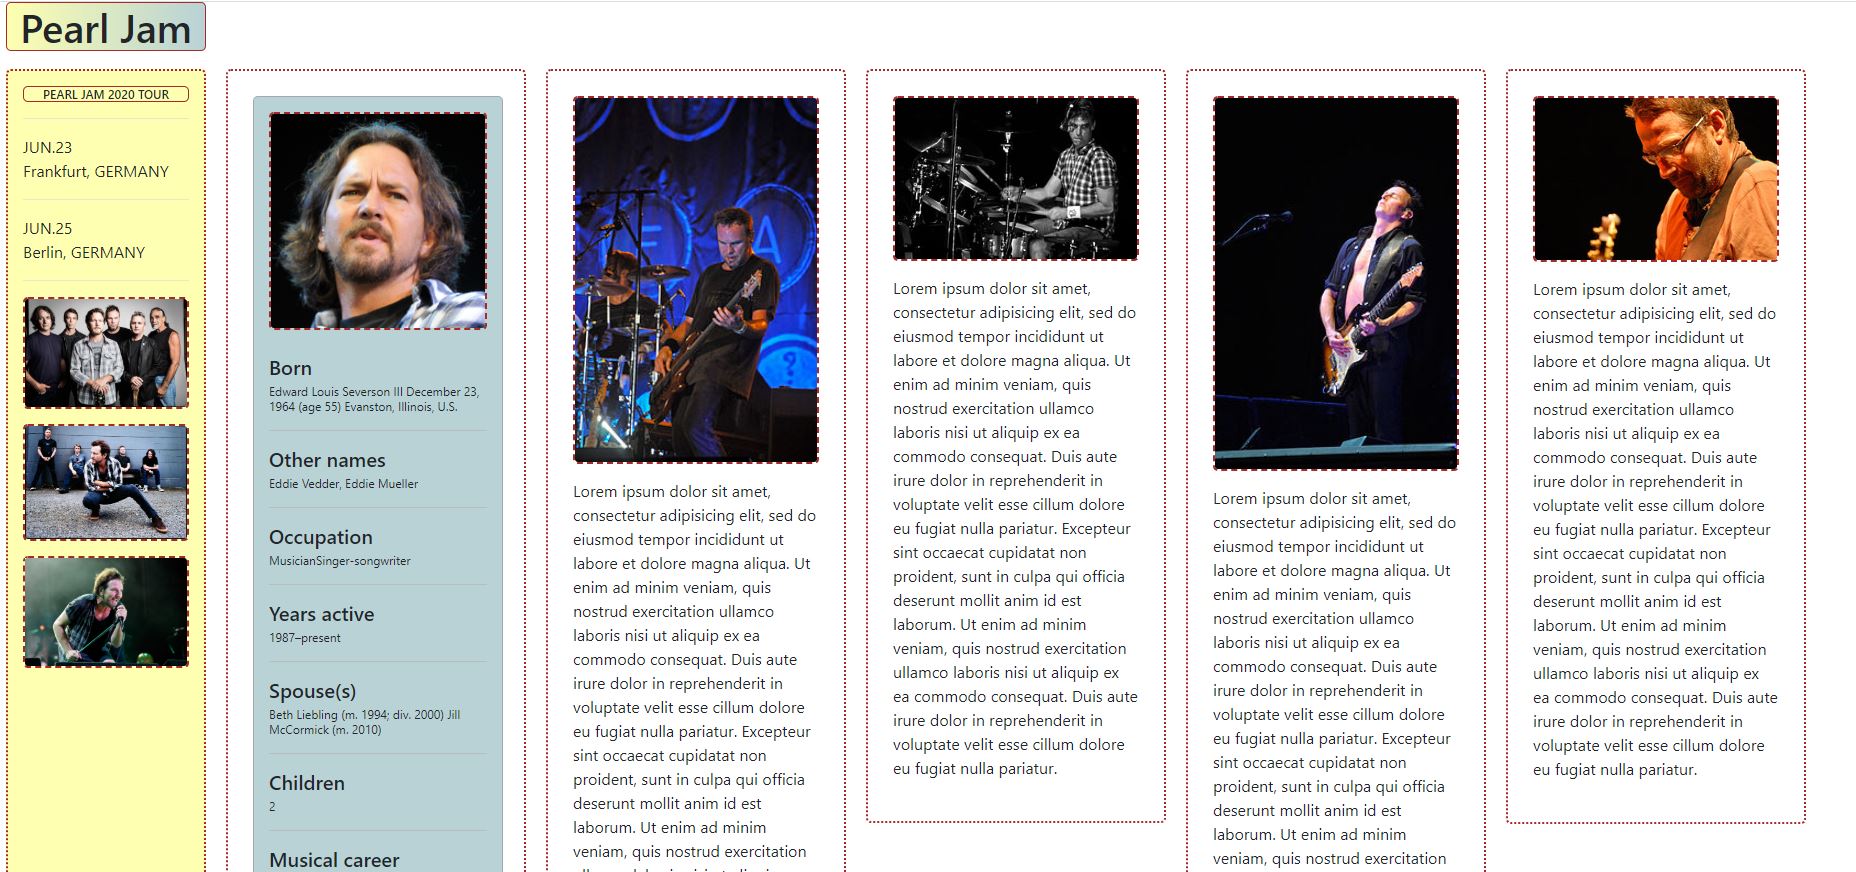 Pearl Jam
PEARL JAM 2020 TOUR
JUN.23
Frankfurt, GERMANY
JUN.25
Berlin, GERMANY
Born
Edward Louis Severson III December 23,
1964 (age 55) Evanston, Illinois, U.S.
Other names
Eddie Vedder, Eddie Mueller
Occupation
MusicianSinger-songwriter
Years active
1987–present
Spouse(s)
Beth Liebling (m. 1994; div. 2000) Jill
McCormick (m. 2010)
Children
2
Musical career
Lorem ipsum dolor sit amet,
consectetur adipisicing elit, sed do
eiusmod tempor incididunt ut
labore et dolore magna aliqua. Ut
enim ad minim veniam, quis
nostrud exercitation ullamco
laboris nisi ut aliquip ex ea
commodo consequat. Duis aute
irure dolor in reprehenderit in
voluptate velit esse cillum dolore
eu fugiat nulla pariatur. Excepteur
sint occaecat cupidatat non
proident, sunt in culpa qui officia
deserunt mollit anim id est
laborum. Ut enim ad minim
veniam, quis nostrud exercitation
Lorem ipsum dolor sit amet,
consectetur adipisicing elit, sed do
eiusmod tempor incididunt ut
labore et dolore magna aliqua. Ut
enim ad minim veniam, quis
nostrud exercitation ullamco
laboris nisi ut aliquip ex ea
commodo consequat. Duis aute
irure dolor in reprehenderit in
voluptate velit esse cillum dolore
eu fugiat nulla pariatur. Excepteur
sint occaecat cupidatat non
proident, sunt in culpa qui officia
deserunt mollit anim id est
laborum. Ut enim ad minim
veniam, quis nostrud exercitation
ullamco laboris nisi ut aliquip ex
ea commodo consequat. Duis aute
irure dolor in reprehenderit in
voluptate velit esse cillum dolore
eu fugiat nulla pariatur.
Lorem ipsum dolor sit amet,
consectetur adipisicing elit, sed do
eiusmod tempor incididunt ut
labore et dolore magna aliqua. Ut
enim ad minim veniam, quis
nostrud exercitation ullamco
laboris nisi ut aliquip ex ea
commodo consequat. Duis aute
irure dolor in reprehenderit in
voluptate velit esse cillum dolore
eu fugiat nulla pariatur. Excepteur
sint occaecat cupidatat non
proident, sunt in culpa qui officia
deserunt mollit anim id est
laborum. Ut enim ad minim
veniam, quis nostrud exercitation
Lorem ipsum dolor sit amet,
consectetur adipisicing elit, sed do
eiusmod tempor incididunt ut
labore et dolore magna aliqua. Ut
enim ad minim veniam, quis
nostrud exercitation ullamco
laboris nisi ut aliquip ex ea
commodo consequat. Duis aute
irure dolor in reprehenderit in
voluptate velit esse cillum dolore
eu fugiat nulla pariatur. Excepteur
sint occaecat cupidatat non
proident, sunt in culpa qui officia
deserunt mollit anim id est
laborum. Ut enim ad minim
veniam, quis nostrud exercitation
ullamco laboris nisi ut aliquip ex
ea commodo consequat. Duis aute
irure dolor in reprehenderit in
voluptate velit esse cillum dolore
eu fugiat nulla pariatur.